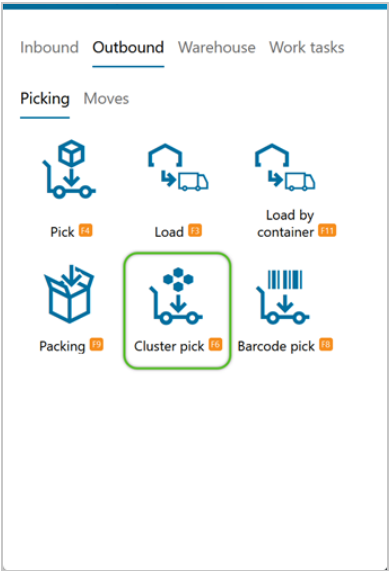 Inbound Outbound Warehouse Work tasks
Picking Moves
Pick F4
Load F3
Load by
container F11
Packing F9
Cluster pick F6
Barcode pick F8